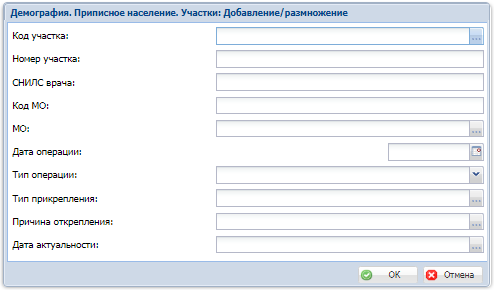 Демография. Приписное население. Участки: Добавление/размножение
Код участка:
Номер участка:
СНИЛС врача:
Код МО:
МО:
Дата операции:
Тип операции:
Тип прикрепления:
Причина открепления:
Дата актуальности:
OK Отмена